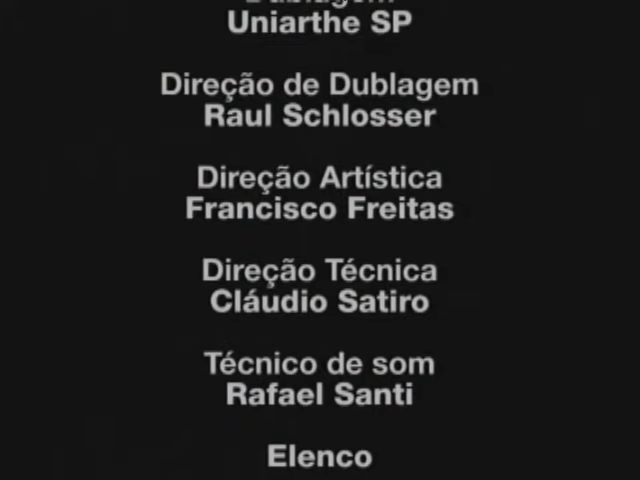 Dublagem
Uniarthe SP
Direção de Dublagem
Raul Schlosser
Direção Artística
Francisco Freitas
Direção Técnica
Cláudio Satiro
Técnico de som
Rafael Santi
Elenco